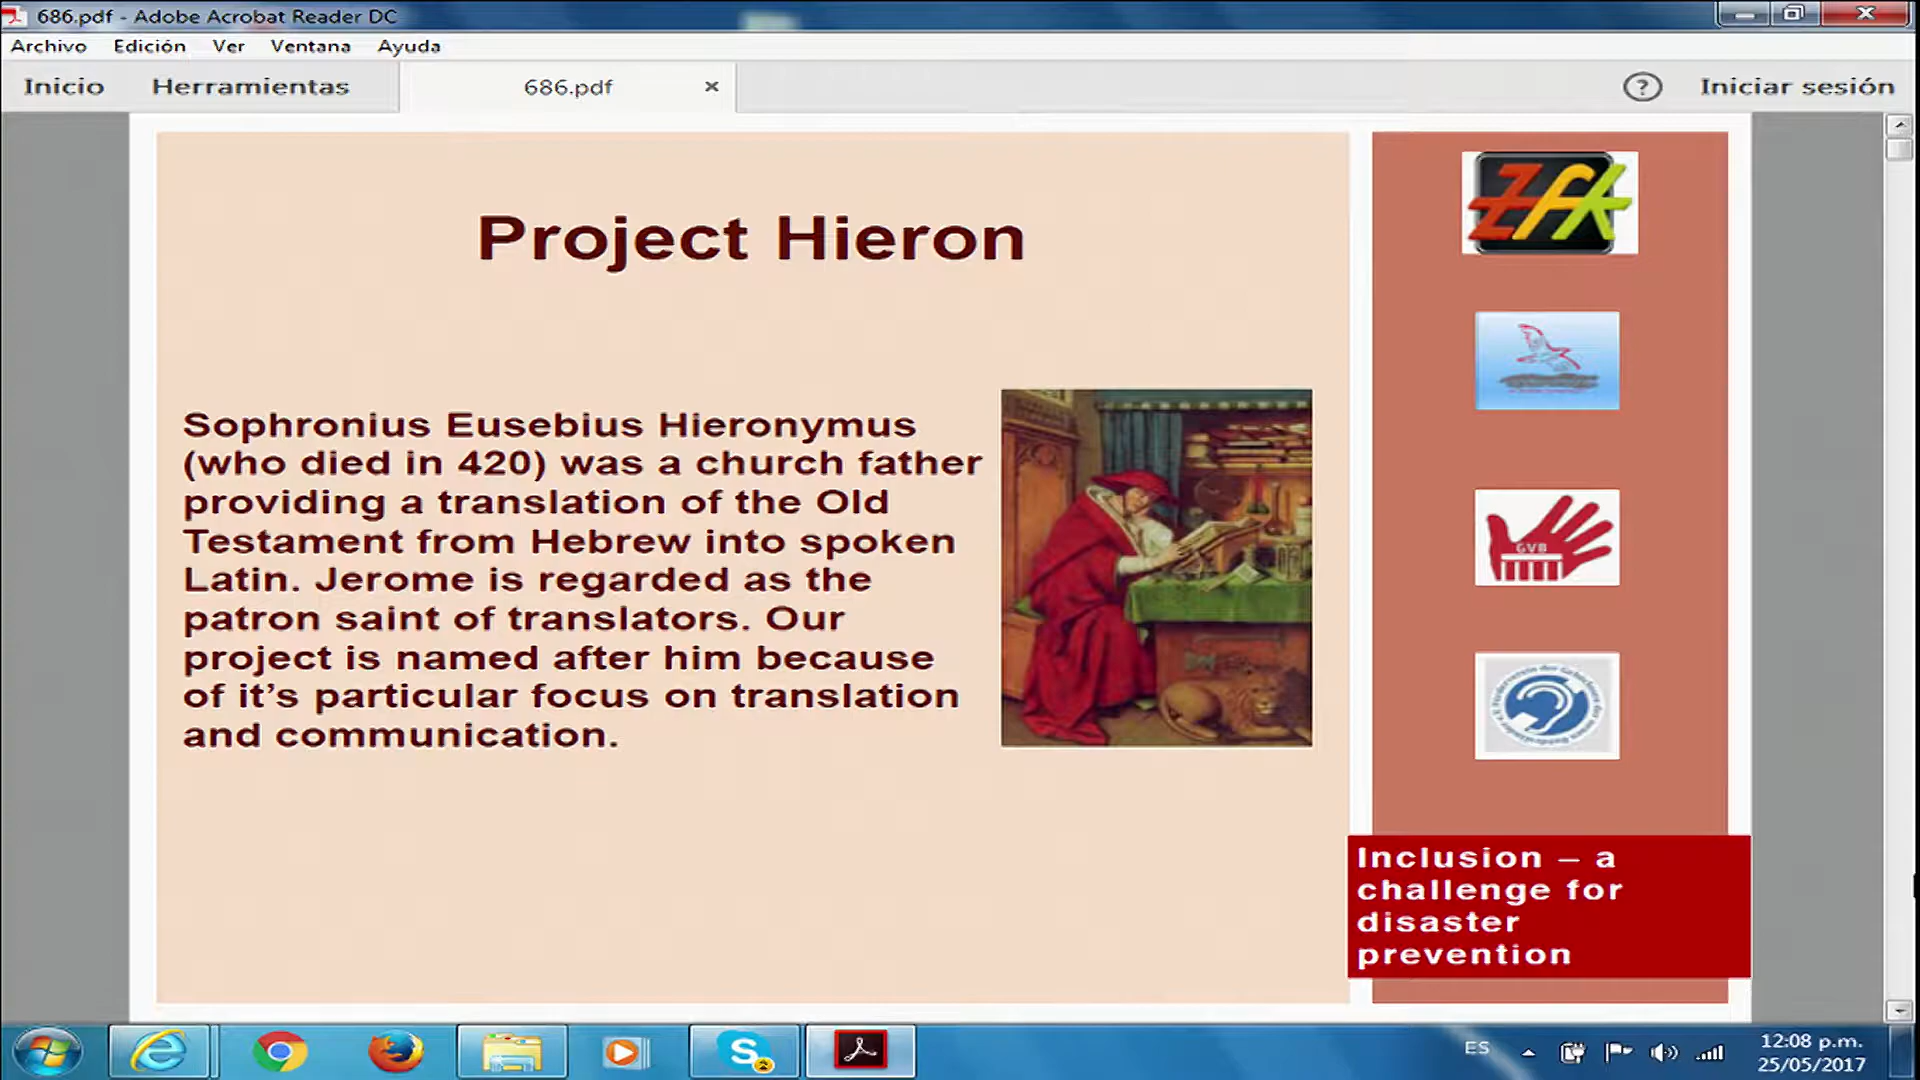 686.pdf - Adobe Acrobat Reader DC
Archivo Edición Ver Ventana Ayuda
Inicio Herramientas 686.pdf × ? Iniciar sesión
Project Hieron
Sophronius Eusebius Hieronymus
(who died in 420) was a church father
providing a translation of the Old
Testament from Hebrew into spoken
Latin. Jerome is regarded as the
patron saint of translators. Our
project is named after him because
of it’s particular focus on translation
and communication.
zfk
GVB
Inclusion – a
challenge for
disaster
prevention
ES
12:08 p.m.
25/05/2017